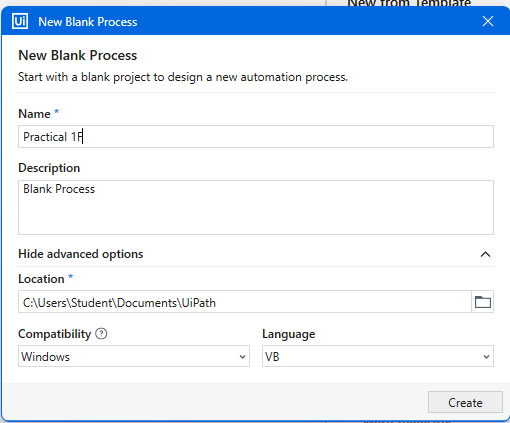 New from Template
Ui New Blank Process
New Blank Process
Start with a blank project to design a new automation process.
Name *
Practical 1F
Description
Blank Process
Hide advanced options
Location *
C:\Users\Student\Documents\UiPath
Compatibility ? Language
Windows VB
Create